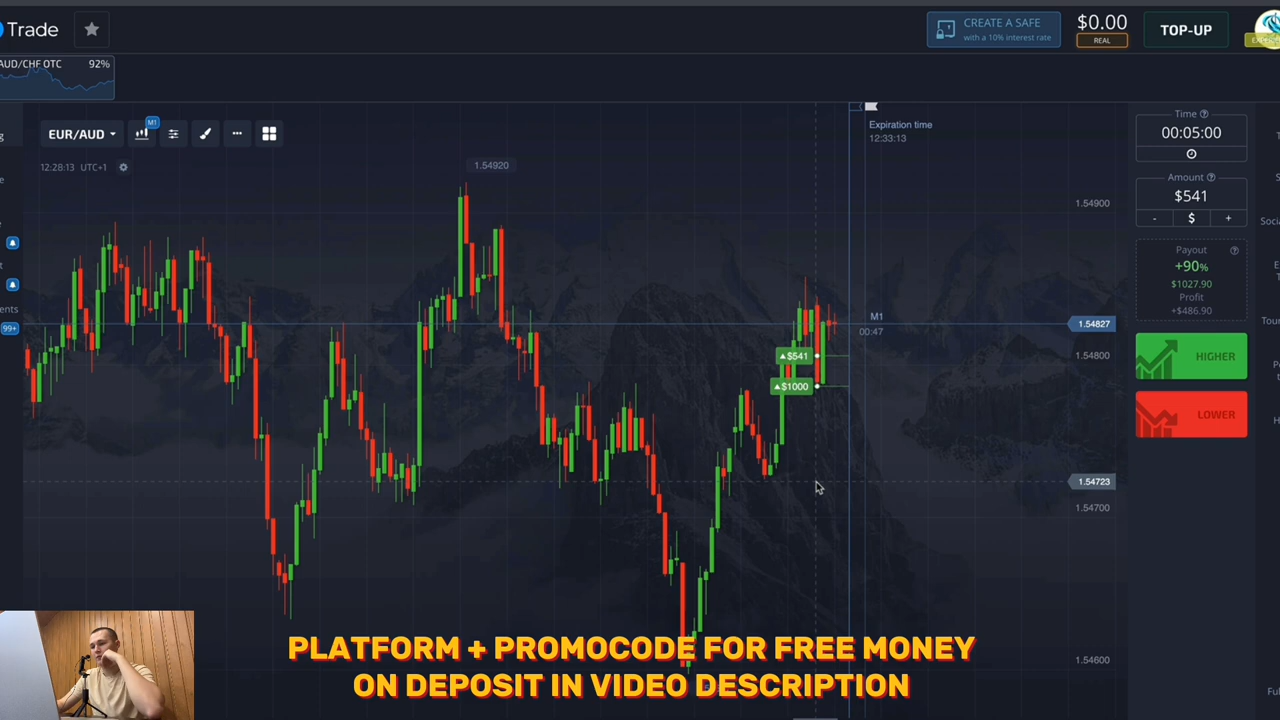 Trade
CREATE A SAFE
with a 10% interest rate
$0.00
REAL
TOP-UP
AUD/CHF OTC
92%
EUR/AUD
M1
12:28:13 UTC+1
1.54920
Expiration time
12:33:13
1.54900
M1
00:47
1.54827
$541
1.54800
$1000
1.54723
1.54700
1.54600
Time
00:05:00
Amount
$541
- $ +
Payout
+90%
$1027.90
Profit
+$486.90
HIGHER
LOWER
99+
PLATFORM + PROMOCODE FOR FREE MONEY
ON DEPOSIT IN VIDEO DESCRIPTION